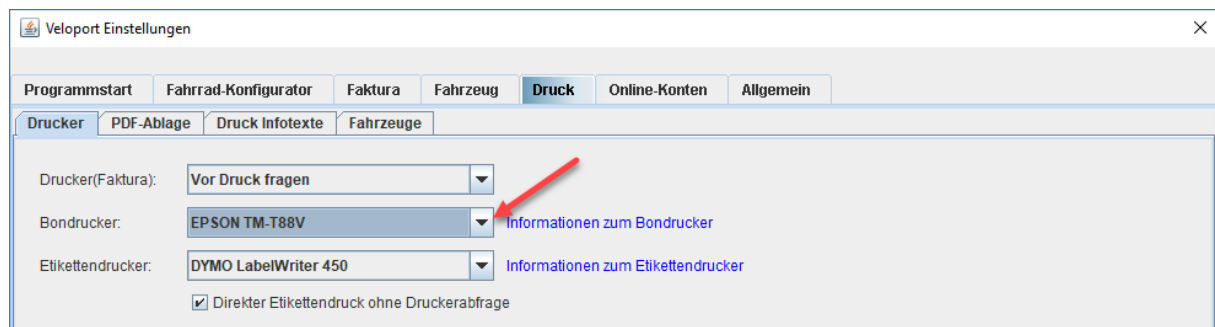 Veloport Einstellungen
Programmstart Fahrrad-Konfigurator Faktura Fahrzeug Druck Online-Konten Allgemein
Drucker PDF-Ablage Druck Infotexte Fahrzeuge
Drucker(Faktura): Vor Druck fragen
Bondrucker: EPSON TM-T88V Informationen zum Bondrucker
Etikettendrucker: DYMO LabelWriter 450 Informationen zum Etikettendrucker
Direkter Etikettendruck ohne Druckerabfrage